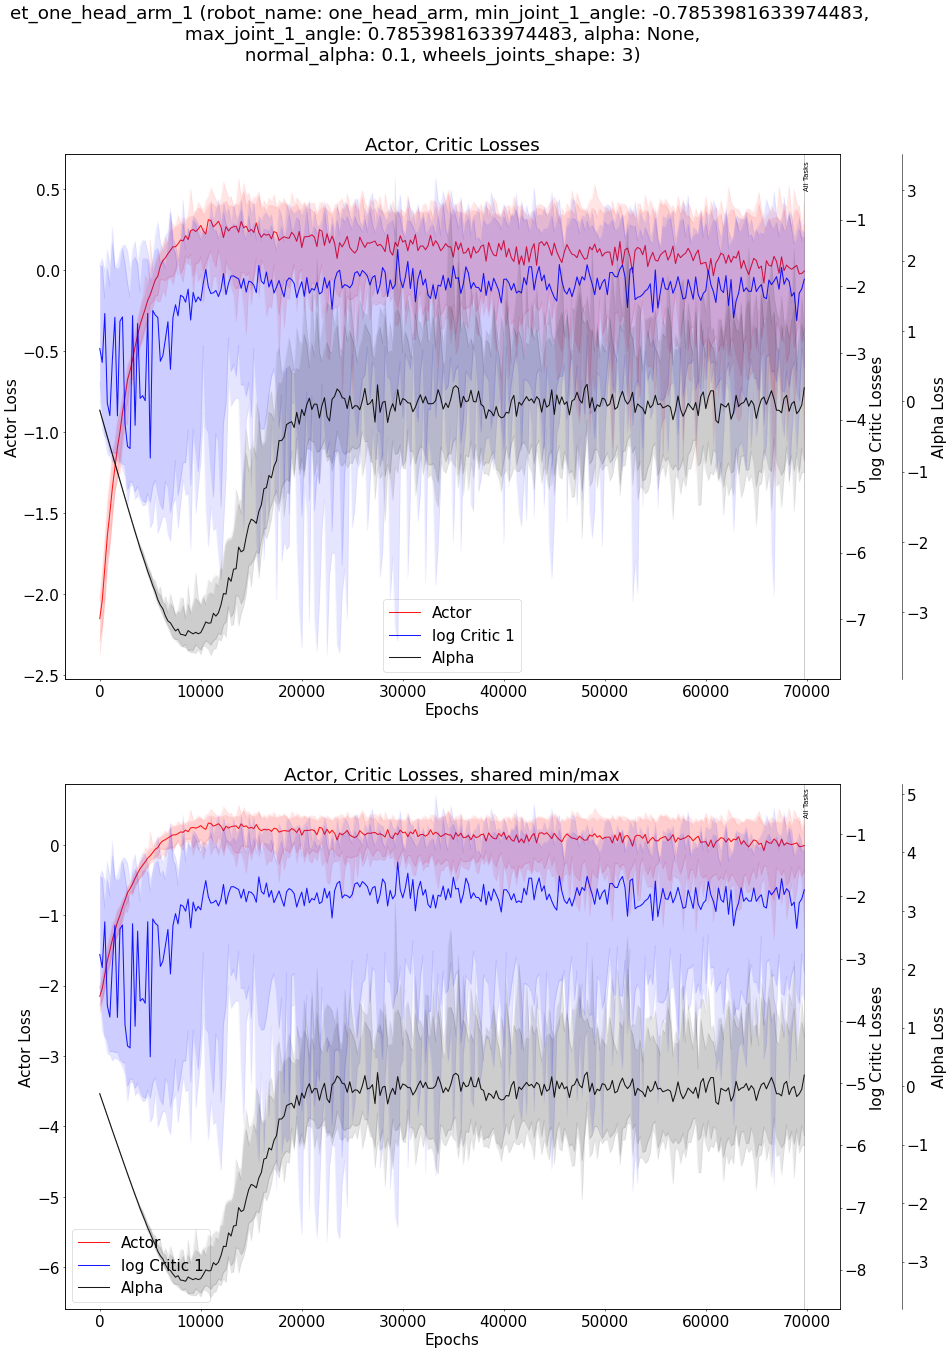 et_one_head_arm_1 (robot_name: one_head_arm, min_joint_1_angle: -0.7853981633974483,
max_joint_1_angle: 0.7853981633974483, alpha: None,
normal_alpha: 0.1, wheels_joints_shape: 3)
Actor, Critic Losses
All Tasks
0.5
0.0
−0.5
−1.0
−1.5
−2.0
−2.5
Actor Loss
−1
−2
−3
−4
−5
−6
−7
log Critic Losses
3
2
1
0
−1
−2
−3
Alpha Loss
Actor
log Critic 1
Alpha
0 10000 20000 30000 40000 50000 60000 70000
Epochs
Actor, Critic Losses, shared min/max
All Tasks
0
−1
−2
−3
−4
−5
−6
Actor Loss
−1
−2
−3
−4
−5
−6
−7
−8
log Critic Losses
5
4
3
2
1
0
−1
−2
−3
Alpha Loss
Actor
log Critic 1
Alpha
0 10000 20000 30000 40000 50000 60000 70000
Epochs